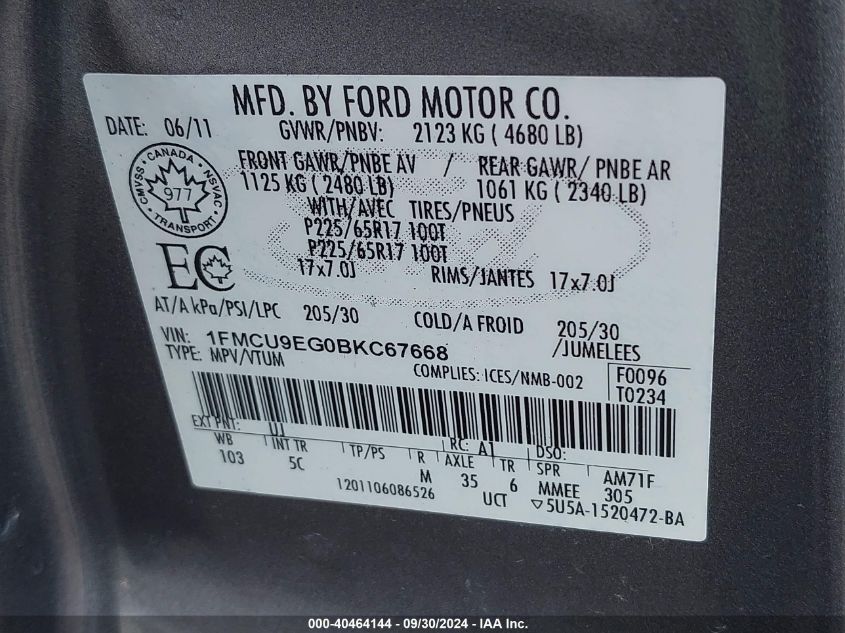 MFD. BY FORD MOTOR CO.
DATE: 06/11 GVWR/PNBV: 2123 KG ( 4680 LB)
FRONT GAWR/PNBE AV / REAR GAWR/ PNBE AR
1125 KG ( 2480 LB) 1061 KG ( 2340 LB)
CANADA
CMVSS 977 NSVAC
TRANSPORT
WITH/AVEC TIRES/PNEUS
P225/65R17 100T
P225/65R17 100T
EC
17x7.0J RIMS/JANTES 17x7.0J
AT/A kPa/PSI/LPC 205/30 COLD/A FROID 205/30
VIN: 1FMCU9EG0BKC67668 /JUMELEES
TYPE: MPV/VTUM COMPLIES: ICES/NMB-002 F0096
T0234
EXT PNT: UJ RC: A1 DSO:
WB INT TR TP/PS R AXLE TR SPR AM71F
103 5C M 35 6 MMEE 305
1201106086526 UCT ▽5U5A-1520472-BA
000-40464144 / 09/30/2024 - IAA Inc.